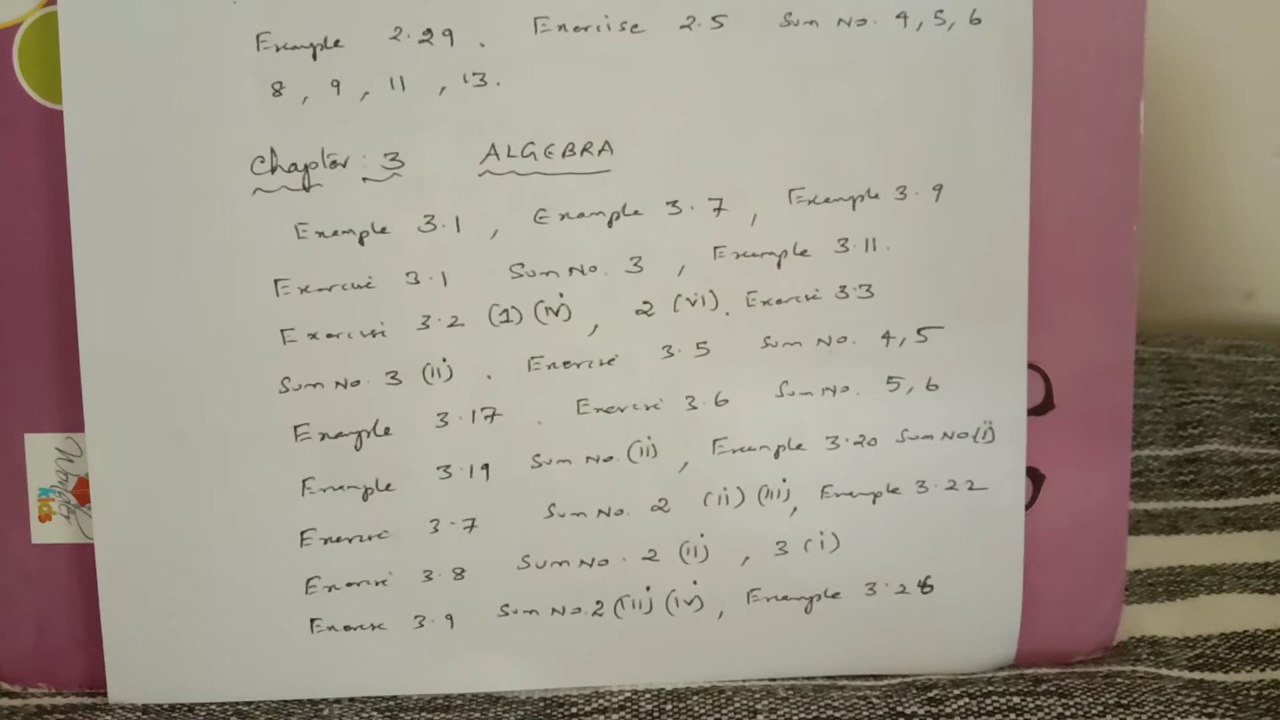 Example 2.29 . Exercise 2.5 Sum No. 4, 5, 6
8, 9, 11, 13.
Chapter : 3 ALGEBRA
Example 3.1 , Example 3.7 , Example 3.9
Exercise 3.1 Sum No. 3 , Example 3.11.
Exercise 3.2 (1) (iv) , 2 (vi). Exercise 3.3
Sum No. 3 (ii) . Exercise 3.5 Sum No. 4, 5
Example 3.17 . Exercise 3.6 Sum No. 5, 6
Example 3.19 Sum No. (ii) , Example 3.20 Sum No (i)
Exercise 3.7 Sum No. 2 (ii) (iii), Example 3.22
Exercise 3.8 Sum No. 2 (ii) , 3 (i)
Exercise 3.9 Sum No. 2 (iii) (iv) , Example 3.26
kids